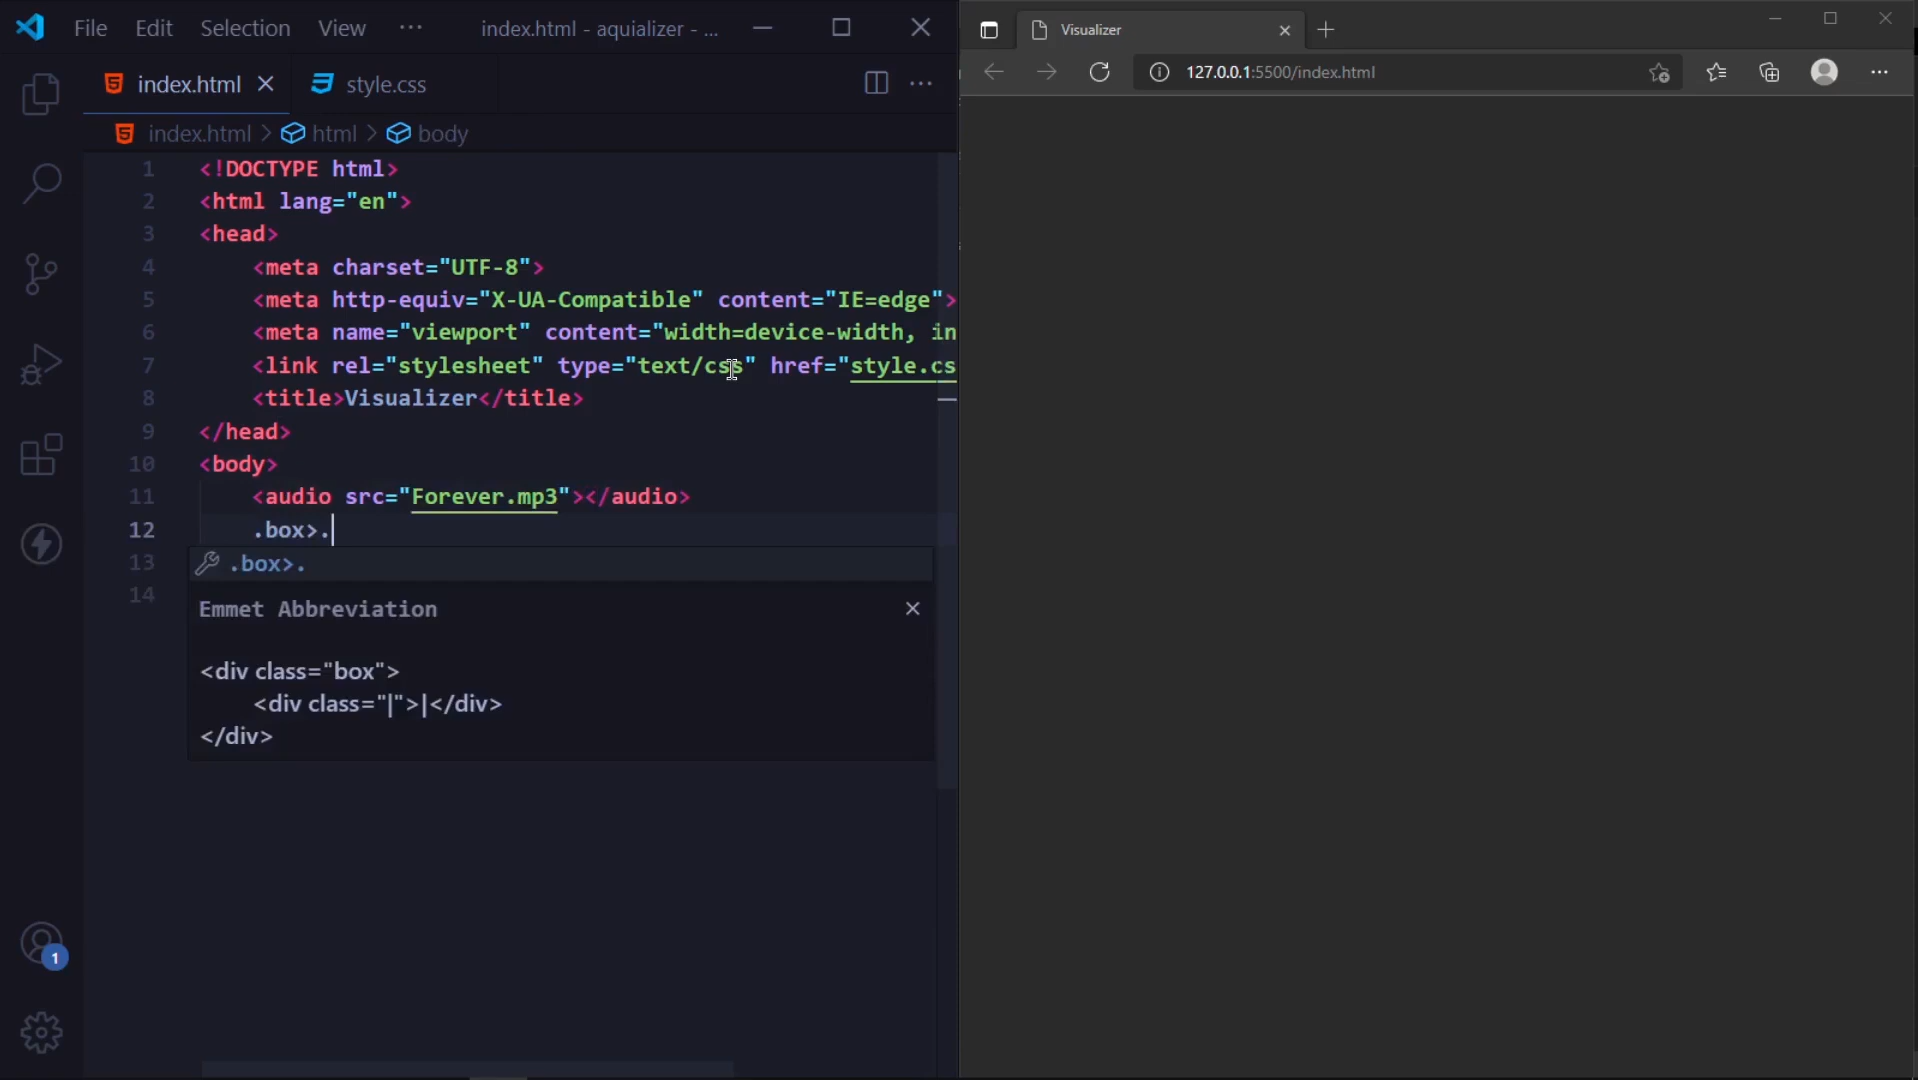 File Edit Selection View ··· index.html - aquializer - ...
index.html style.css
index.html > html > body
1 <!DOCTYPE html>
2 <html lang="en">
3 <head>
4 <meta charset="UTF-8">
5 <meta http-equiv="X-UA-Compatible" content="IE=edge">
6 <meta name="viewport" content="width=device-width, in
7 <link rel="stylesheet" type="text/css" href="style.cs
8 <title>Visualizer</title>
9 </head>
10 <body>
11 <audio src="Forever.mp3"></audio>
12 .box>.
13 .box>.
14
Emmet Abbreviation
<div class="box">
<div class="|">|</div>
</div>
1
Visualizer
127.0.0.1:5500/index.html